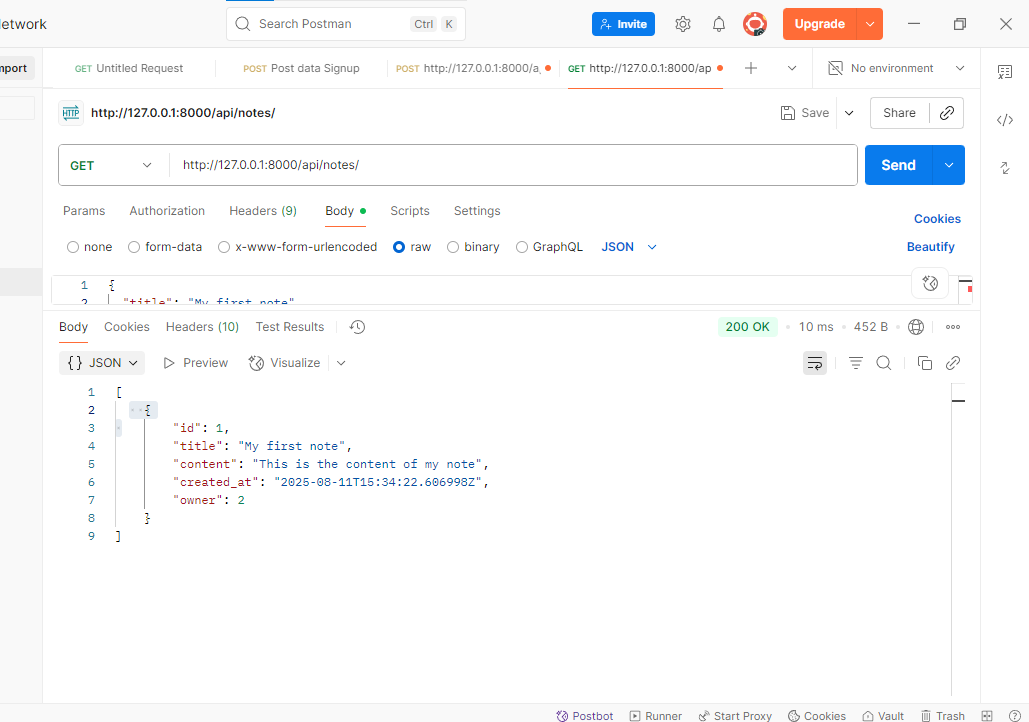 etwork
Search Postman Ctrl K Invite Upgrade
mport GET Untitled Request POST Post data Signup POST http://127.0.0.1:8000/a GET http://127.0.0.1:8000/ap No environment
HTTP http://127.0.0.1:8000/api/notes/ Save Share
GET http://127.0.0.1:8000/api/notes/ Send
Params Authorization Headers (9) Body Scripts Settings Cookies
none form-data x-www-form-urlencoded raw binary GraphQL JSON Beautify
1 {
2 "title": "My first note"
Body Cookies Headers (10) Test Results 200 OK 10 ms 452 B
{} JSON Preview Visualize
1 [
2 {
3 "id": 1,
4 "title": "My first note",
5 "content": "This is the content of my note",
6 "created_at": "2025-08-11T15:34:22.606998Z",
7 "owner": 2
8 }
9 ]
Postbot Runner Start Proxy Cookies Vault Trash